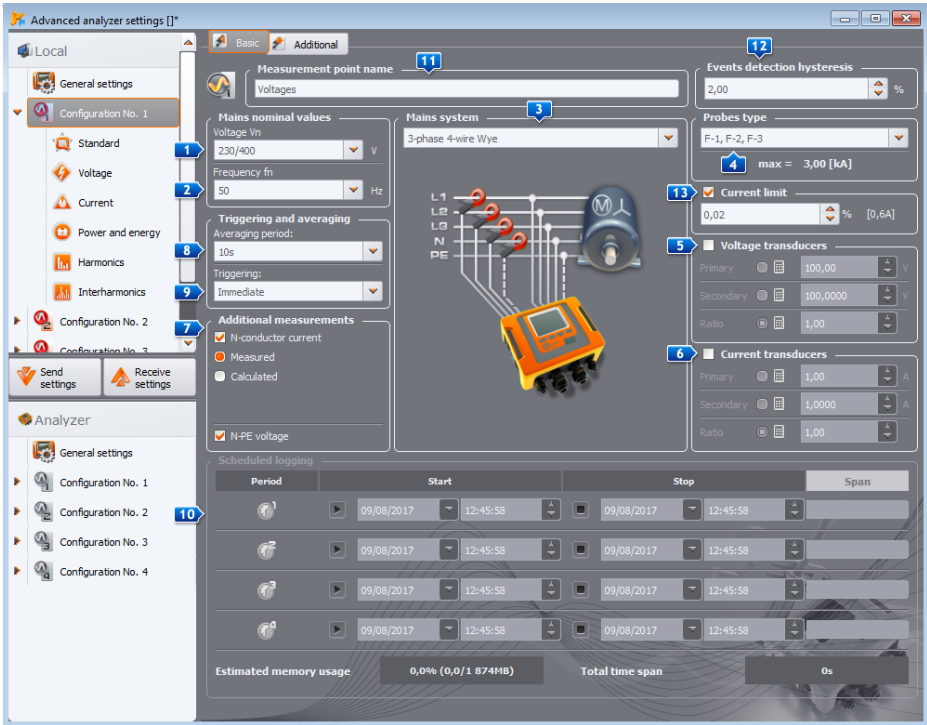 Advanced analyzer settings []*
Local
General settings
Configuration No. 1
Standard
Voltage
Current
Power and energy
Harmonics
Interharmonics
Configuration No. 2
Configuration No. 3
Send settings
Receive settings
Analyzer
General settings
Configuration No. 1
Configuration No. 2
Configuration No. 3
Configuration No. 4
Basic
Additional
11
Measurement point name
Voltages
12
Events detection hysteresis
2,00 %
Mains nominal values
Voltage Vn
1 230/400 V
Frequency fn
2 50 Hz
Triggering and averaging
Averaging period:
8 10s
Triggering:
9 Immediate
7 Additional measurements
N-conductor current
Measured
Calculated
N-PE voltage
3
Mains system
3-phase 4-wire Wye
L1
L2
L3
N
PE
M
Probes type
F-1, F-2, F-3
4 max = 3,00 [kA]
13 Current limit
0,02 % [0,6A]
5 Voltage transducers
Primary 100,00 V
Secondary 100,0000 V
Ratio 1,00
6 Current transducers
Primary 1,00 A
Secondary 1,0000 A
Ratio 1,00
Scheduled logging
Period Start Stop Span
10 1 09/08/2017 12:45:58 09/08/2017 12:45:58
2 09/08/2017 12:45:58 09/08/2017 12:45:58
3 09/08/2017 12:45:58 09/08/2017 12:45:58
4 09/08/2017 12:45:58 09/08/2017 12:45:58
Estimated memory usage 0,0% (0,0/1 874MB) Total time span 0s